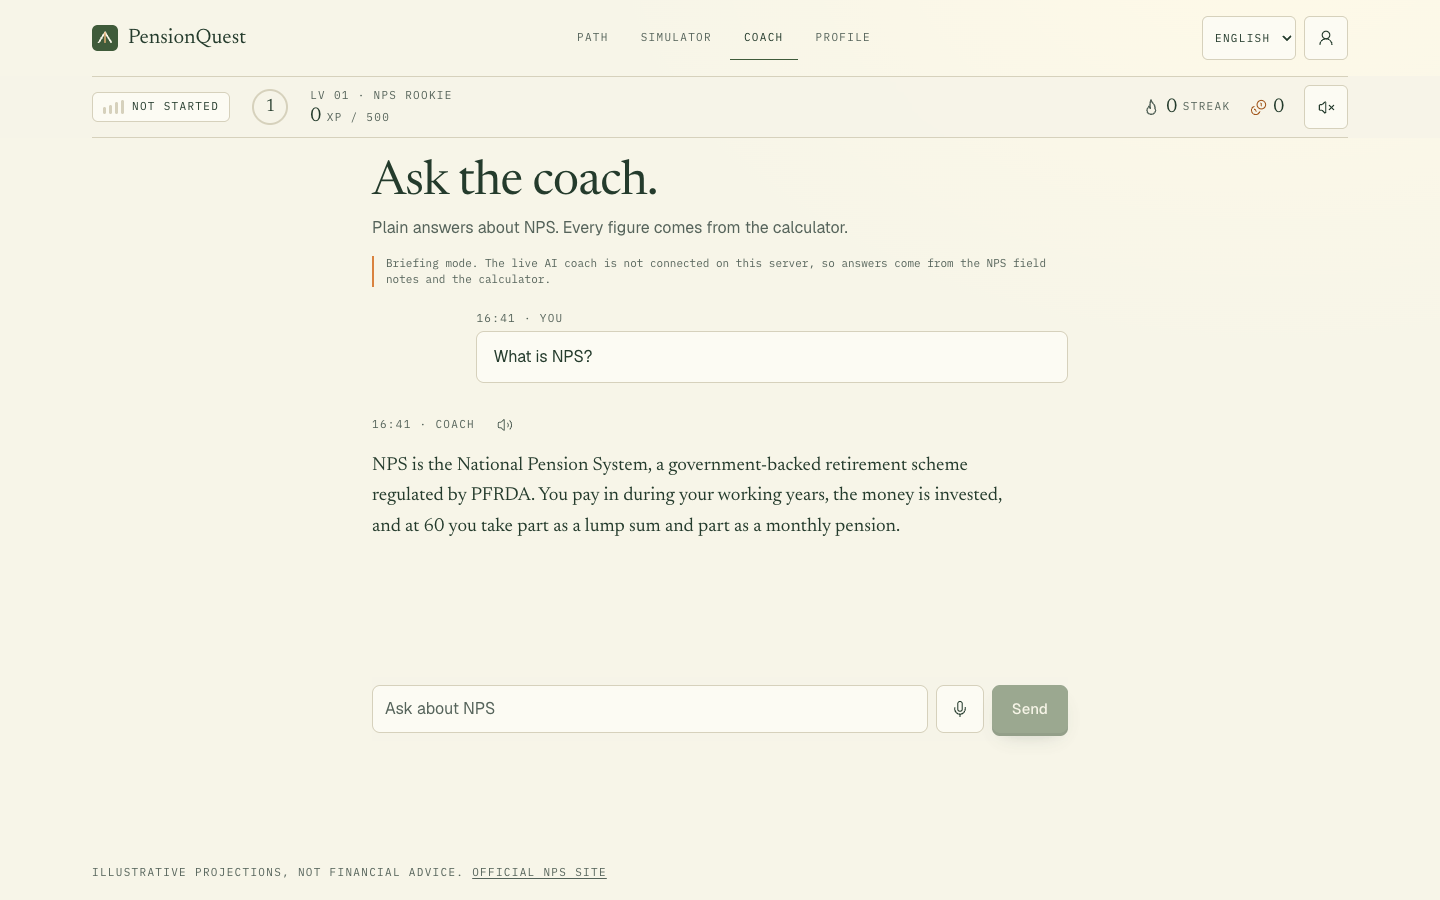 PensionQuest
PATH
SIMULATOR
COACH
PROFILE
ENGLISH
NOT STARTED
1
LV 01 · NPS ROOKIE
0 XP / 500
0 STREAK
0
Ask the coach.
Plain answers about NPS. Every figure comes from the calculator.
Briefing mode. The live AI coach is not connected on this server, so answers come from the NPS field
notes and the calculator.
16:41 · YOU
What is NPS?
16:41 · COACH
NPS is the National Pension System, a government-backed retirement scheme
regulated by PFRDA. You pay in during your working years, the money is invested,
and at 60 you take part as a lump sum and part as a monthly pension.
Ask about NPS
Send
ILLUSTRATIVE PROJECTIONS, NOT FINANCIAL ADVICE. OFFICIAL NPS SITE